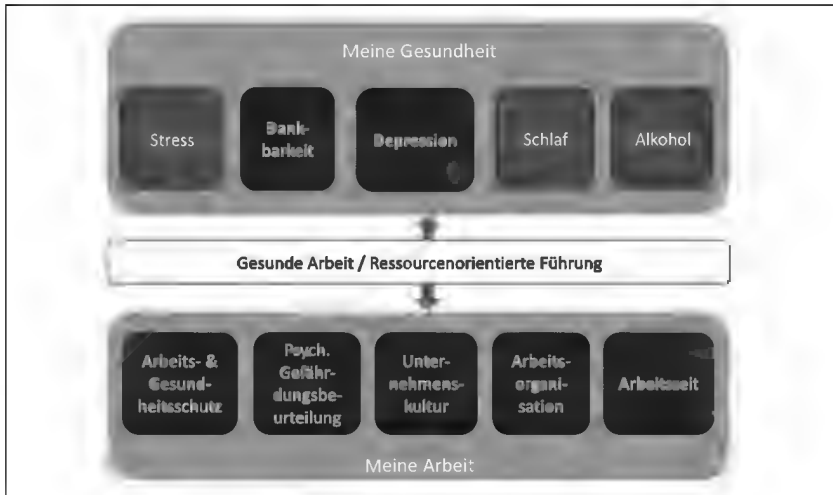 Meine Gesundheit
Stress
Dank-
barkeit
Depression
Schlaf
Alkohol
Gesunde Arbeit / Ressourcenorientierte Führung
Arbeits- &
Gesund-
heitsschutz
Psych.
Gefähr-
dungsbe-
urteilung
Unter-
nehmens-
kultur
Arbeits-
organi-
sation
Arbeitszeit
Meine Arbeit